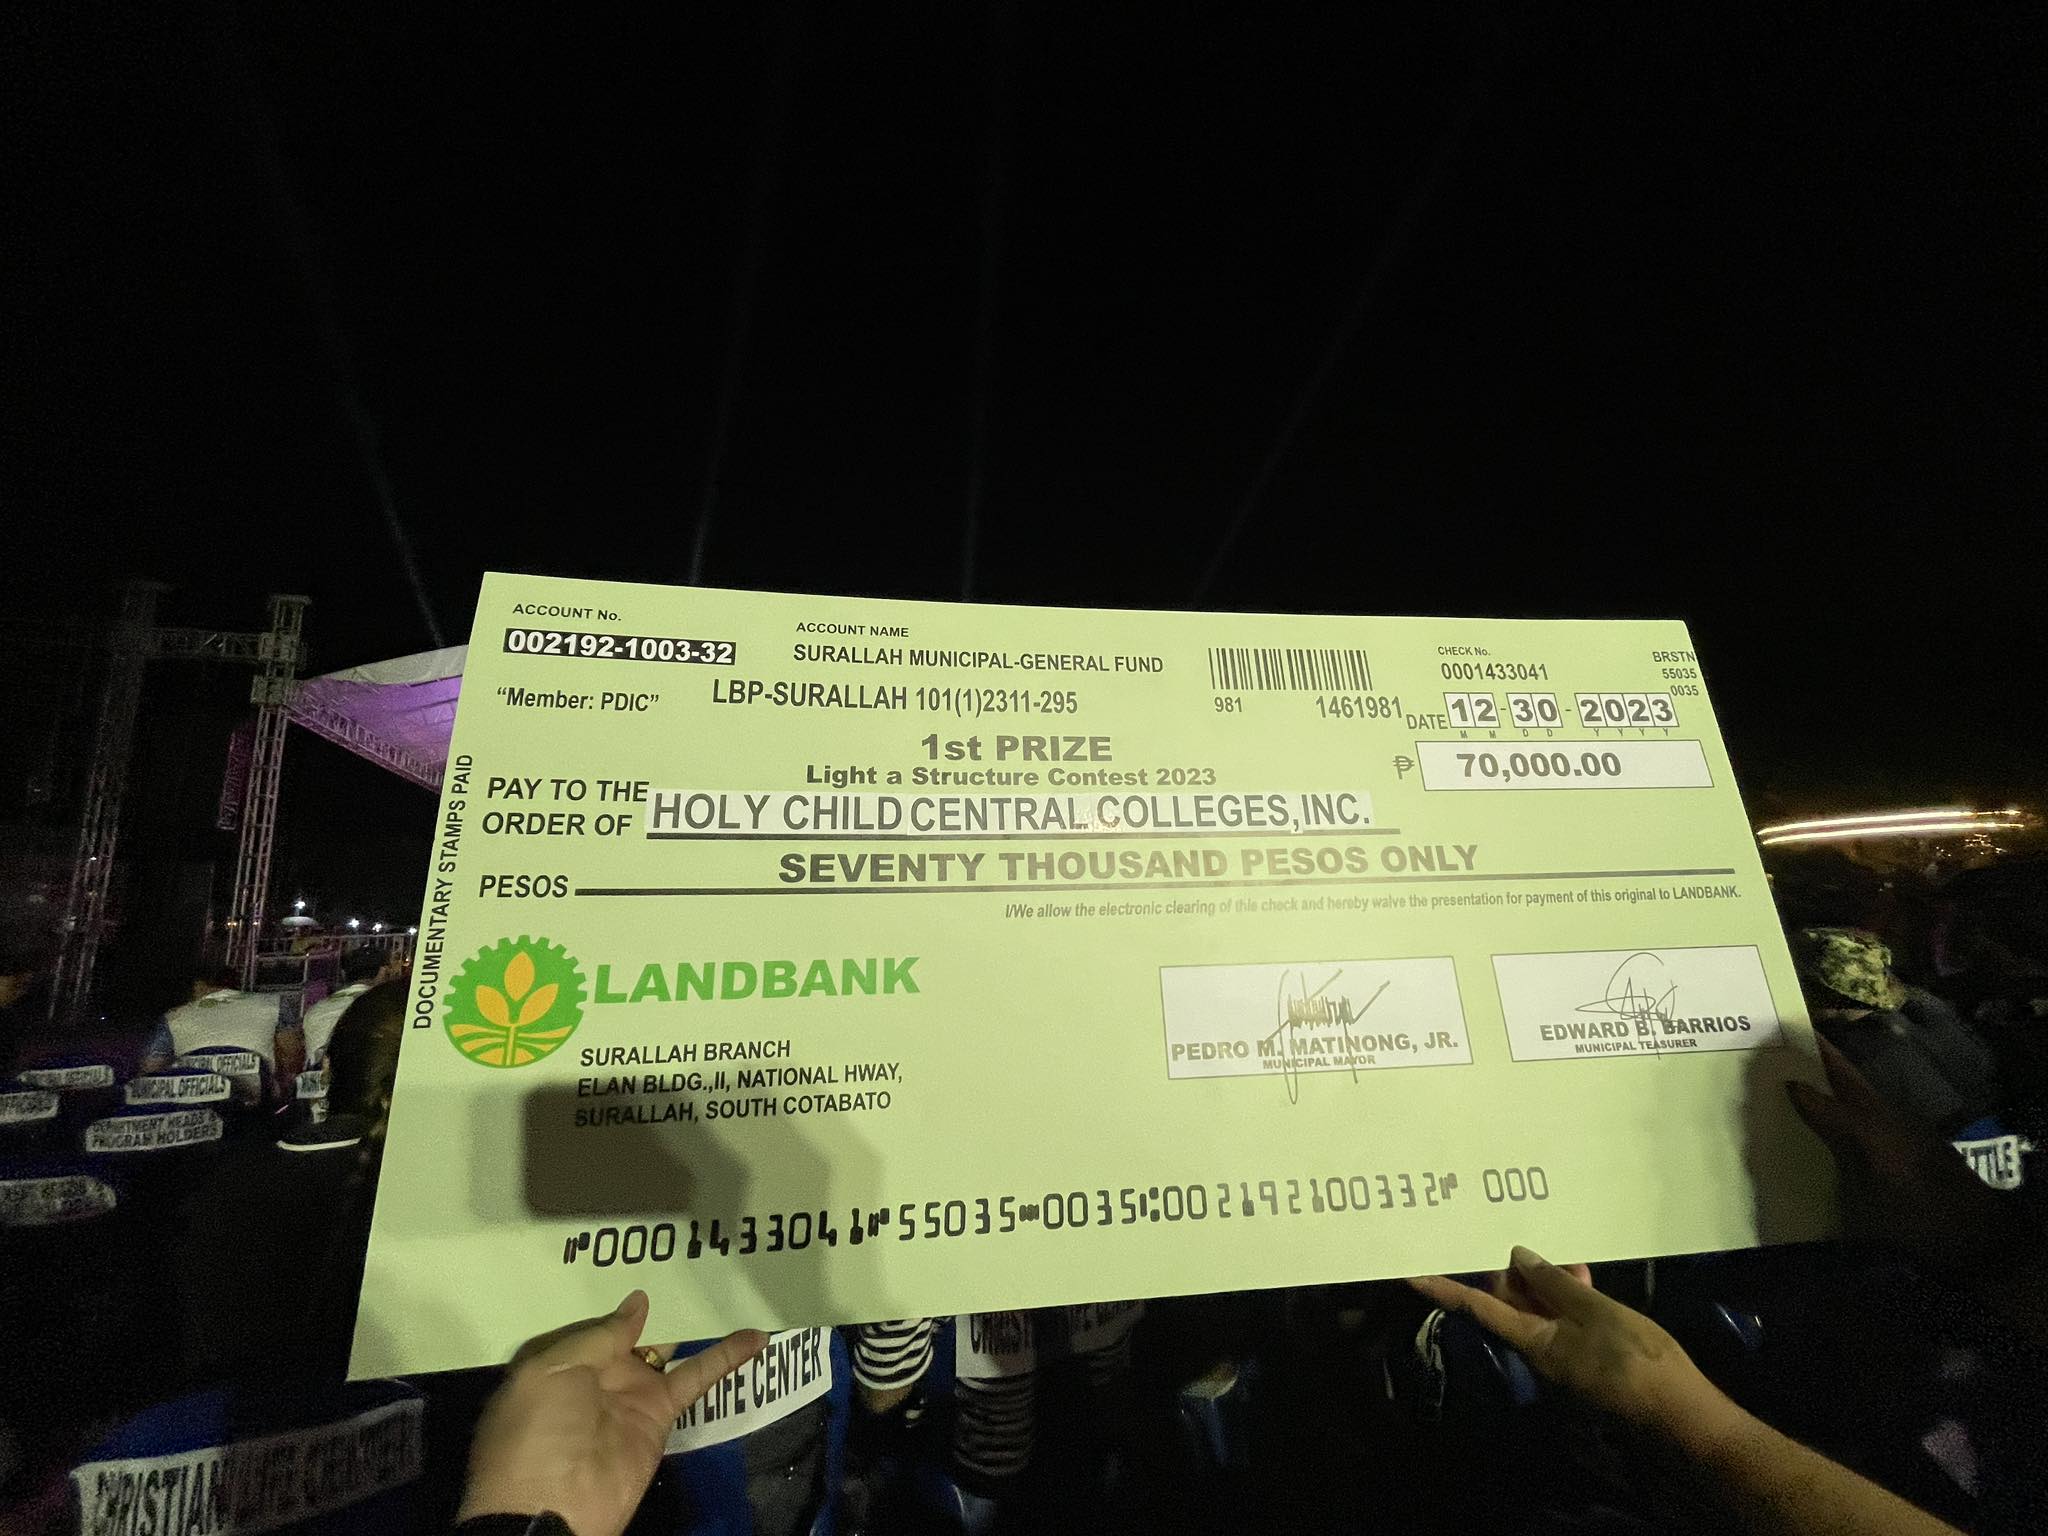 ACCOUNT No.
002192-1003-32
ACCOUNT NAME
SURALLAH MUNICIPAL-GENERAL FUND
"Member: PDIC"
LBP-SURALLAH 101(1)2311-295
981 1461981
CHECK No.
0001433041
BRSTN
55035
0035
DATE 12-30-2023
M M D D Y Y Y Y
1st PRIZE
Light a Structure Contest 2023
₱ 70,000.00
PAY TO THE
ORDER OF HOLY CHILD CENTRAL COLLEGES,INC.
PESOS SEVENTY THOUSAND PESOS ONLY
I/We allow the electronic clearing of this check and hereby waive the presentation for payment of this original to LANDBANK.
DOCUMENTARY STAMPS PAID
LANDBANK
SURALLAH BRANCH
ELAN BLDG.,II, NATIONAL HWAY,
SURALLAH, SOUTH COTABATO
PEDRO M. MATINONG, JR.
MUNICIPAL MAYOR
EDWARD B. BARRIOS
MUNICIPAL TEASURER
⑈0001433041⑈55035⑉0035⑆002192100332⑈ 000
MUNICIPAL OFFICIALS
DEPARTMENT HEADS &
PROGRAM HOLDERS
LIFE CENTER
CHRISTIAN LIFE CENTER